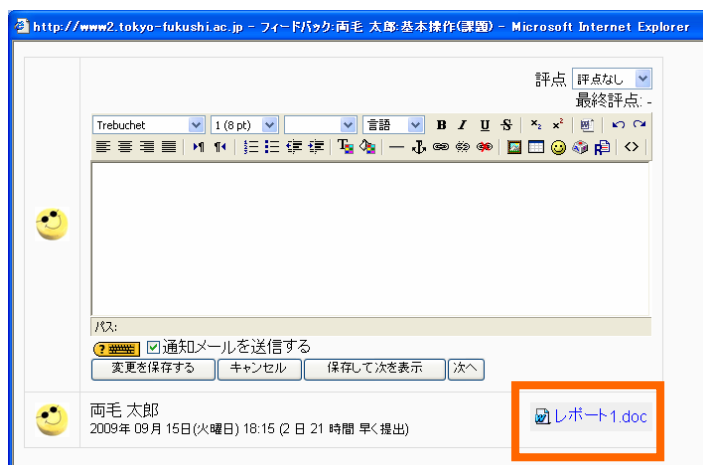 http://www2.tokyo-fukushi.ac.jp - フィードバック:両毛 太郎:基本操作(課題) - Microsoft Internet Explorer
評点 評点なし
最終評点: -
Trebuchet 1 (8 pt) 言語 B I U S x₂ x²
パス:
? 通知メールを送信する
変更を保存する キャンセル 保存して次を表示 次へ
両毛 太郎
2009年 09月 15日(火曜日) 18:15 (2 日 21 時間 早く提出)
レポート1.doc